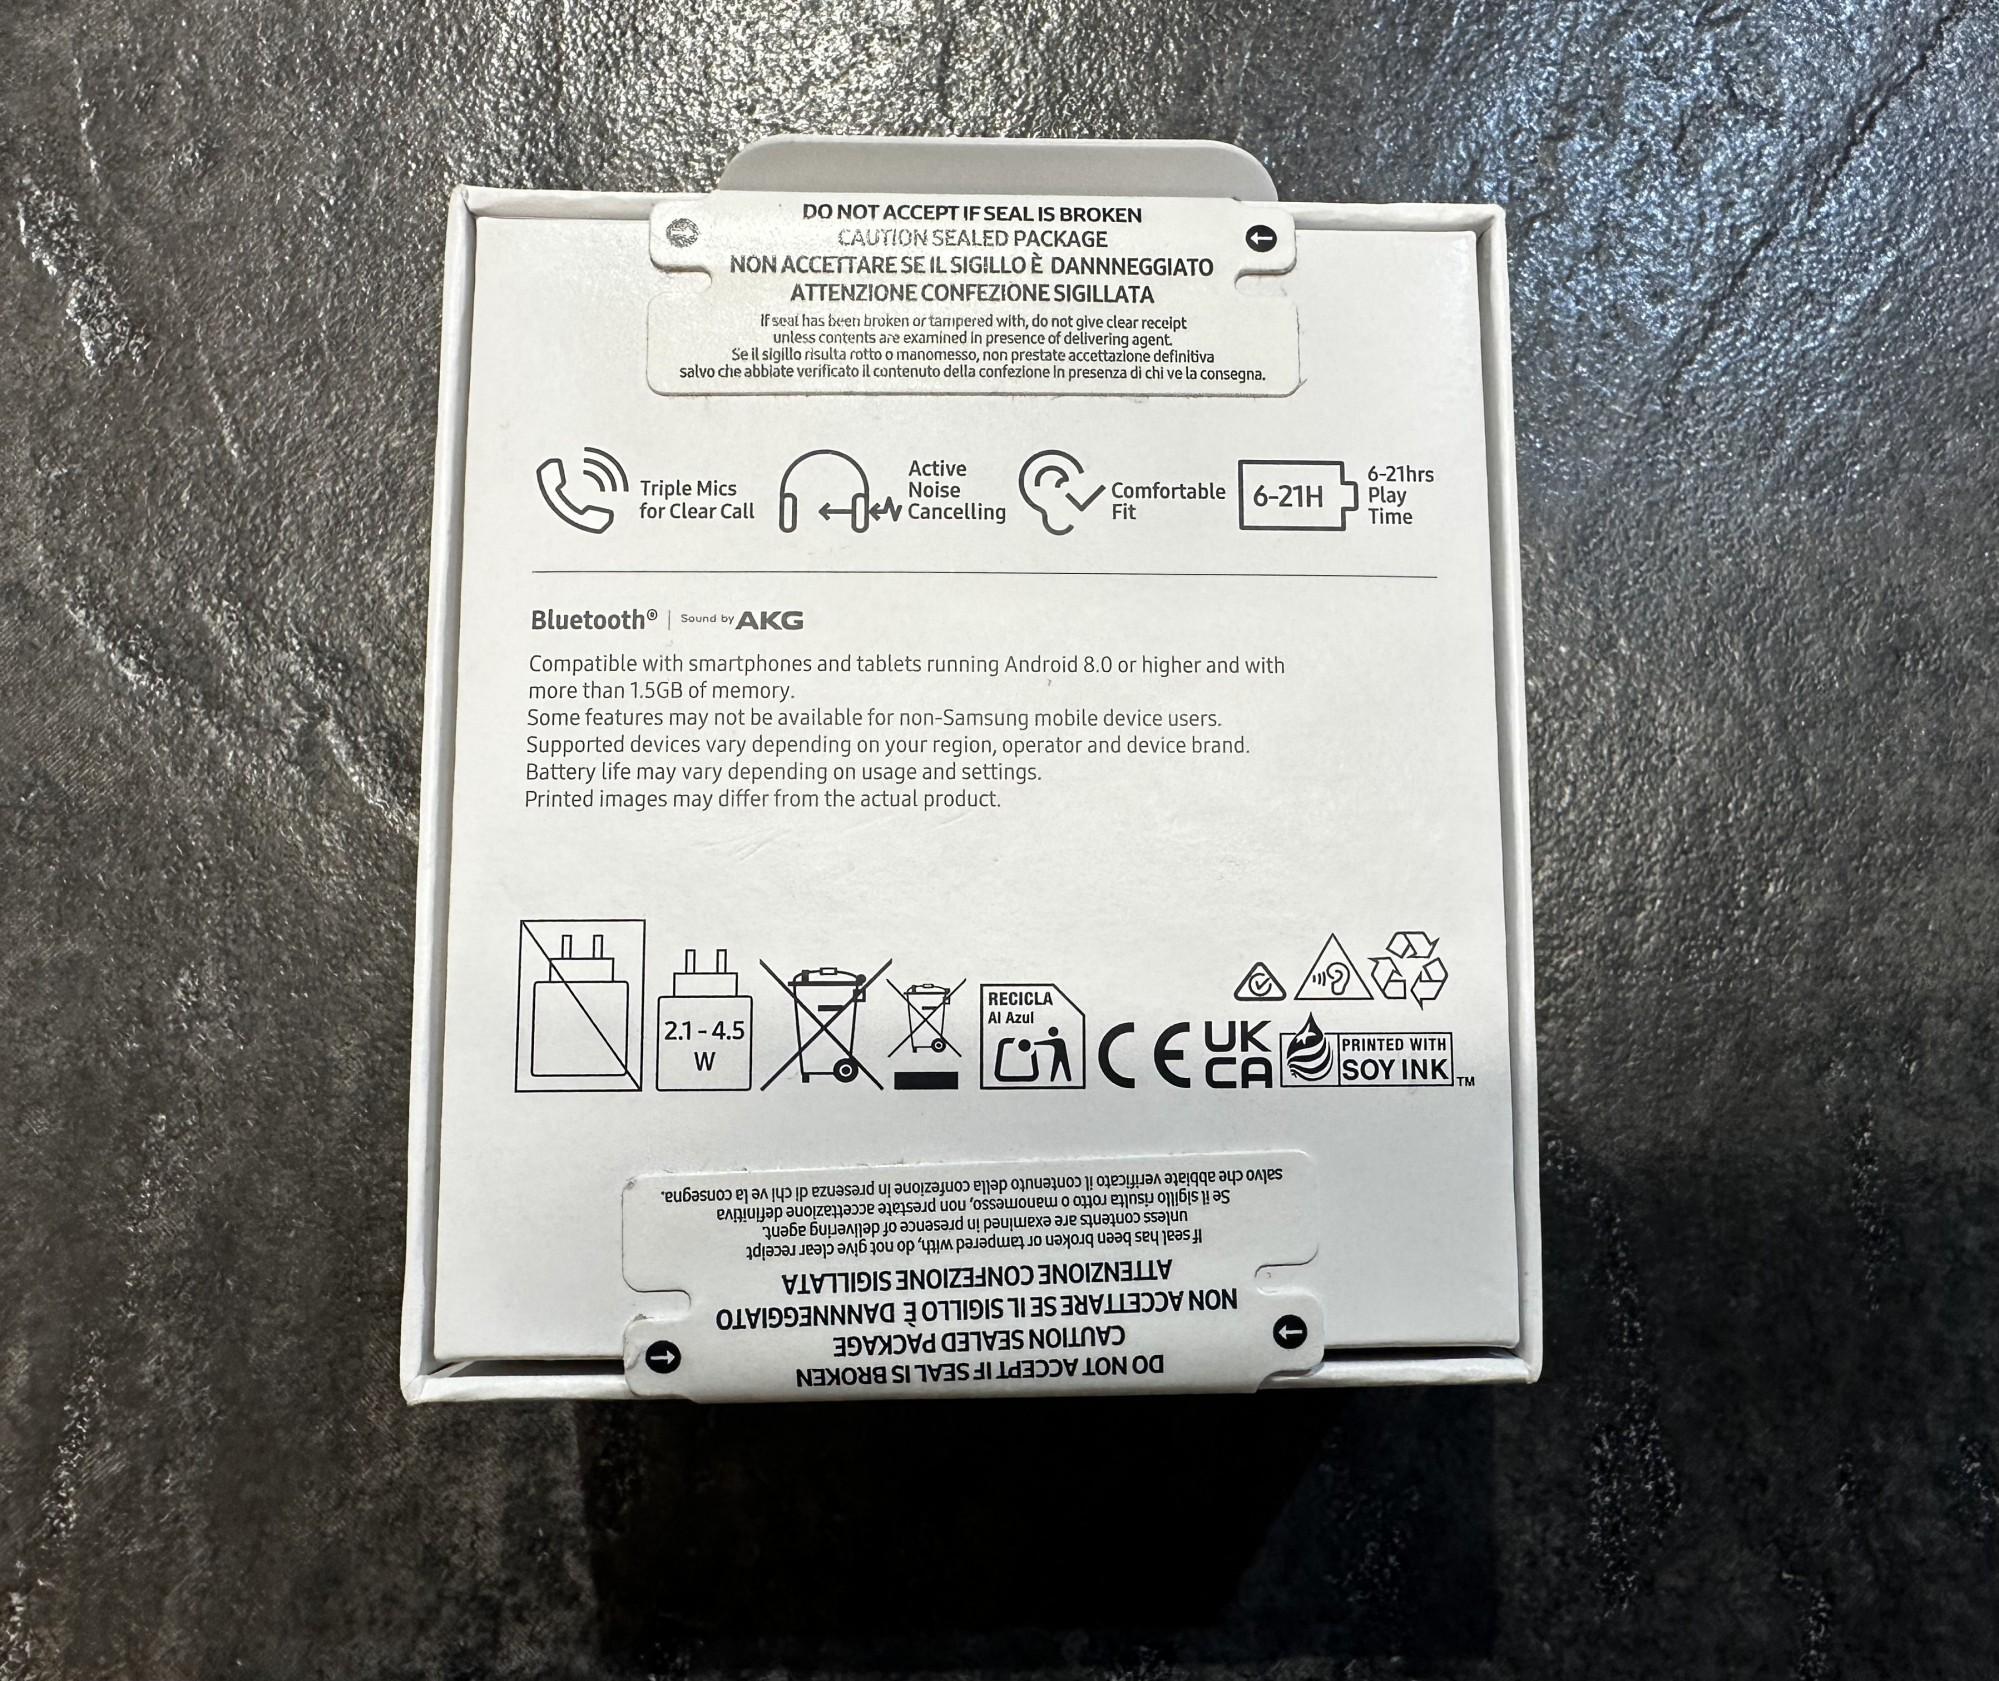 DO NOT ACCEPT IF SEAL IS BROKEN
CAUTION SEALED PACKAGE
NON ACCETTARE SE IL SIGILLO È DANNNEGGIATO
ATTENZIONE CONFEZIONE SIGILLATA
If seal has been broken or tampered with, do not give clear receipt
unless contents are examined in presence of delivering agent.
Se il sigillo risulta rotto o manomesso, non prestate accettazione definitiva
salvo che abbiate verificato il contenuto della confezione in presenza di chi ve la consegna.
Triple Mics
for Clear Call
Active
Noise
Cancelling
Comfortable
Fit
6-21H
6-21hrs
Play
Time
Bluetooth® | Sound by AKG
Compatible with smartphones and tablets running Android 8.0 or higher and with
more than 1.5GB of memory.
Some features may not be available for non-Samsung mobile device users.
Supported devices vary depending on your region, operator and device brand.
Battery life may vary depending on usage and settings.
Printed images may differ from the actual product.
2.1 - 4.5
W
RECICLA
Al Azul
CE
UK
CA
PRINTED WITH
SOY INK TM
DO NOT ACCEPT IF SEAL IS BROKEN
CAUTION SEALED PACKAGE
NON ACCETTARE SE IL SIGILLO È DANNNEGGIATO
ATTENZIONE CONFEZIONE SIGILLATA
If seal has been broken or tampered with, do not give clear receipt
unless contents are examined in presence of delivering agent.
Se il sigillo risulta rotto o manomesso, non prestate accettazione definitiva
salvo che abbiate verificato il contenuto della confezione in presenza di chi ve la consegna.